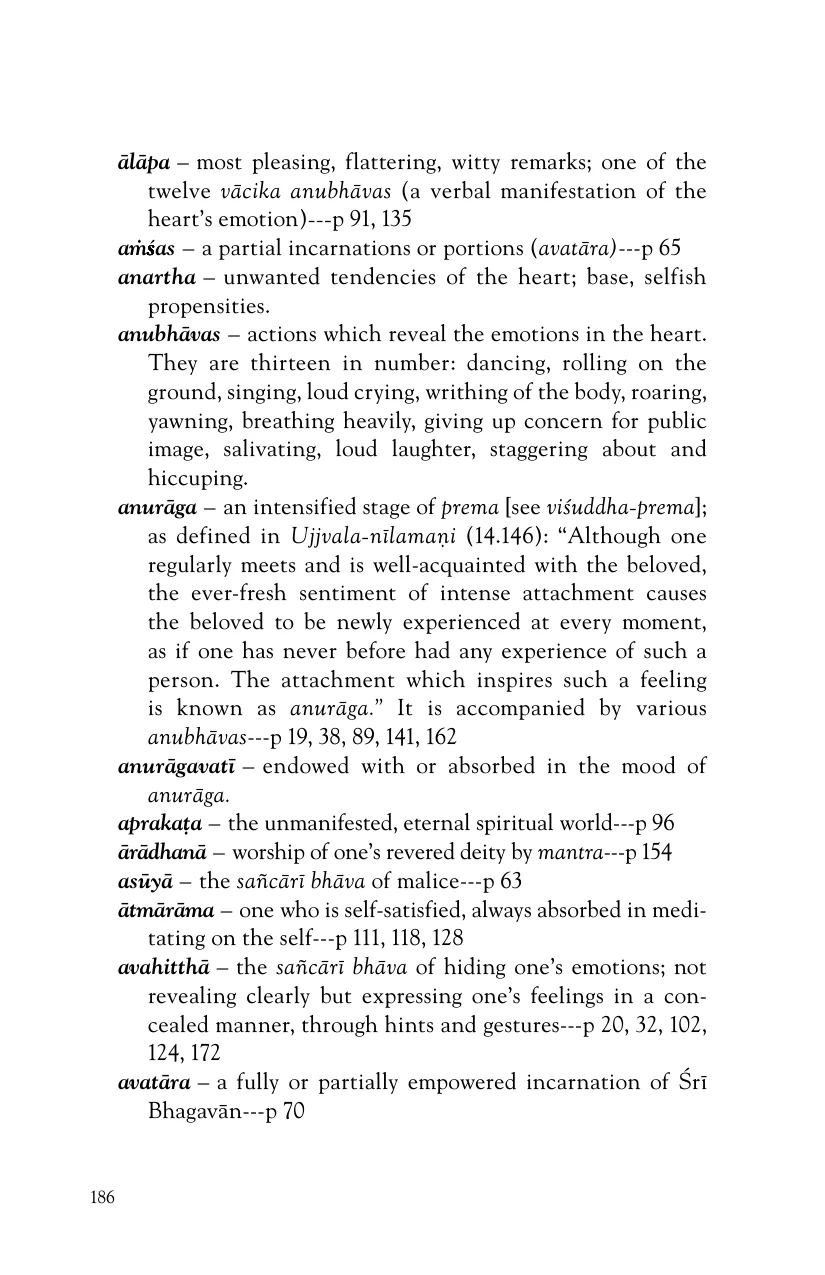 ālāpa – most pleasing, flattering, witty remarks; one of the
twelve vācika anubhāvas (a verbal manifestation of the
heart’s emotion)---p 91, 135
aṁśas – a partial incarnations or portions (avatāra)---p 65
anartha – unwanted tendencies of the heart; base, selfish
propensities.
anubhāvas – actions which reveal the emotions in the heart.
They are thirteen in number: dancing, rolling on the
ground, singing, loud crying, writhing of the body, roaring,
yawning, breathing heavily, giving up concern for public
image, salivating, loud laughter, staggering about and
hiccuping.
anurāga – an intensified stage of prema [see viśuddha-prema];
as defined in Ujjvala-nīlamaṇi (14.146): “Although one
regularly meets and is well-acquainted with the beloved,
the ever-fresh sentiment of intense attachment causes
the beloved to be newly experienced at every moment,
as if one has never before had any experience of such a
person. The attachment which inspires such a feeling
is known as anurāga.” It is accompanied by various
anubhāvas---p 19, 38, 89, 141, 162
anurāgavatī – endowed with or absorbed in the mood of
anurāga.
aprakaṭa – the unmanifested, eternal spiritual world---p 96
ārādhanā – worship of one’s revered deity by mantra---p 154
asūyā – the sañcārī bhāva of malice---p 63
ātmārāma – one who is self-satisfied, always absorbed in medi-
tating on the self---p 111, 118, 128
avahitthā – the sañcārī bhāva of hiding one’s emotions; not
revealing clearly but expressing one’s feelings in a con-
cealed manner, through hints and gestures---p 20, 32, 102,
124, 172
avatāra – a fully or partially empowered incarnation of Śrī
Bhagavān---p 70
186